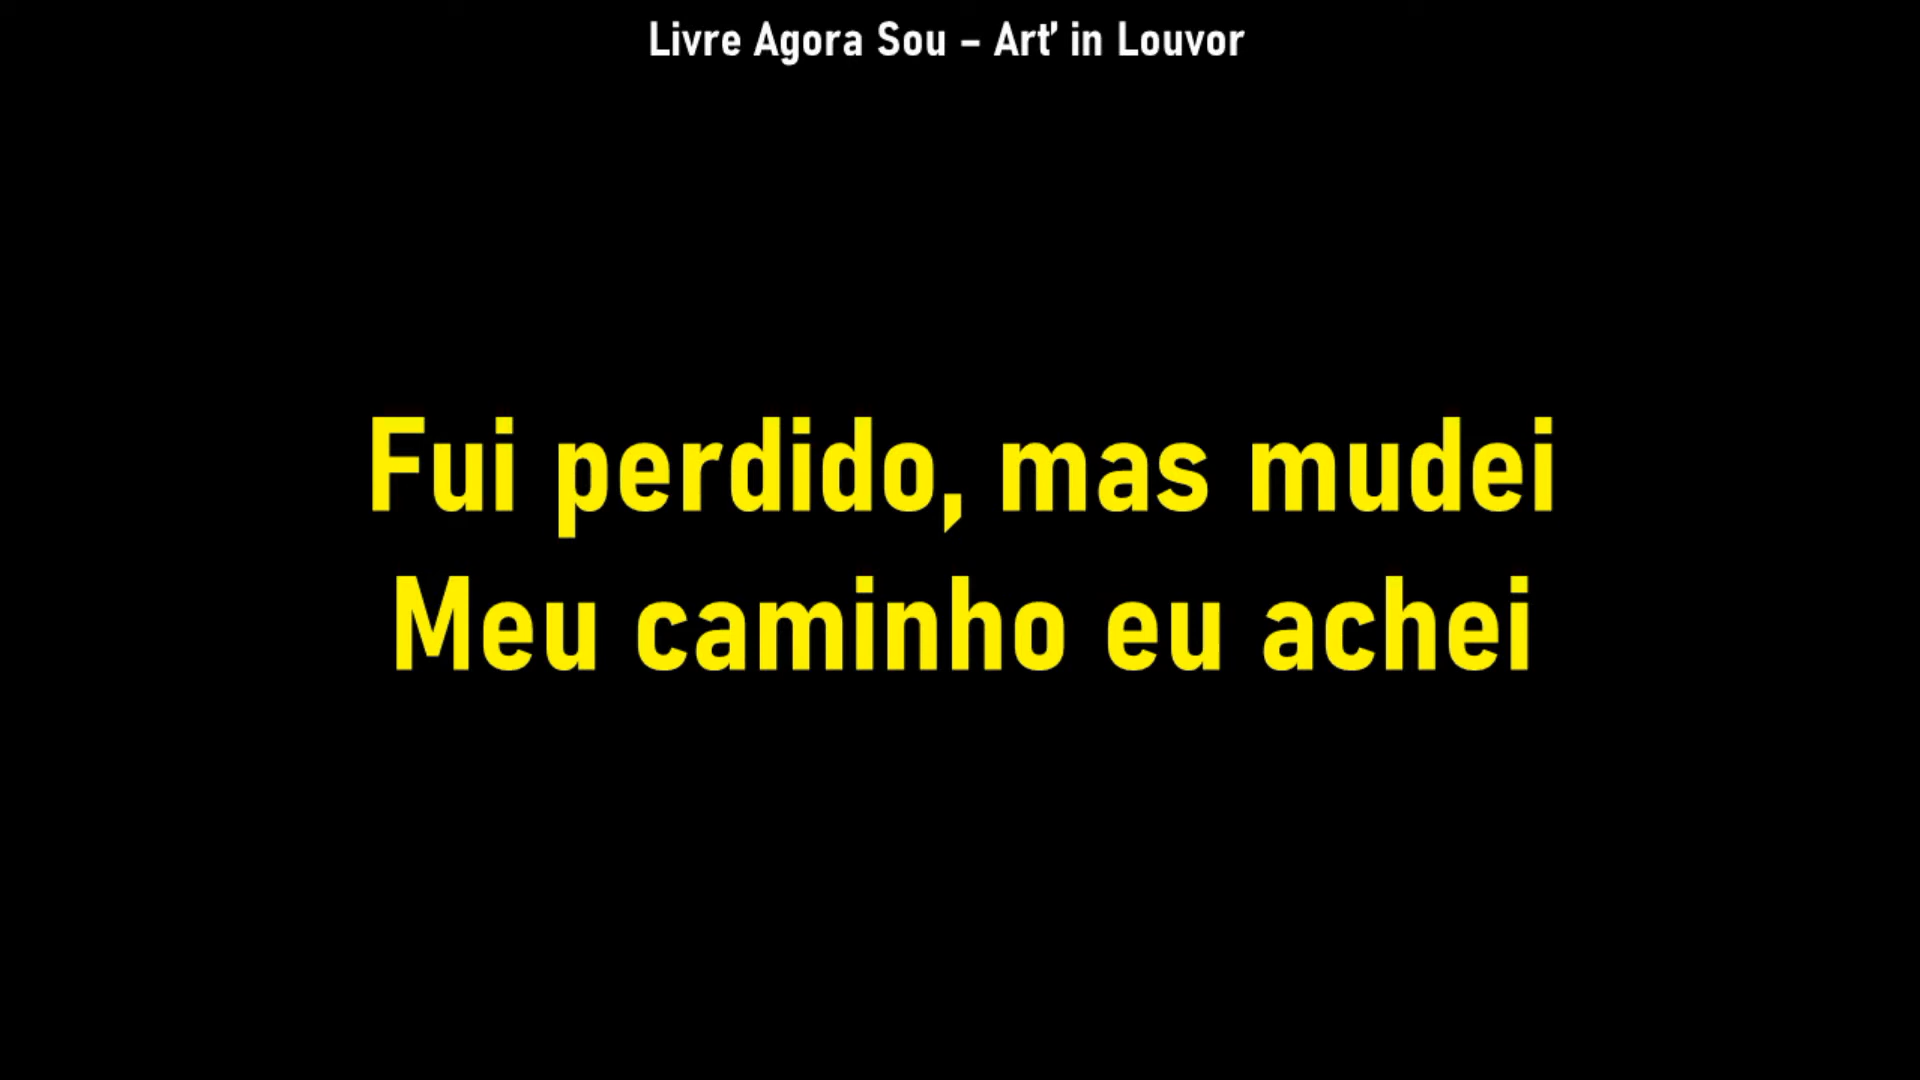 Livre Agora Sou – Art’ in Louvor
Fui perdido, mas mudei
Meu caminho eu achei